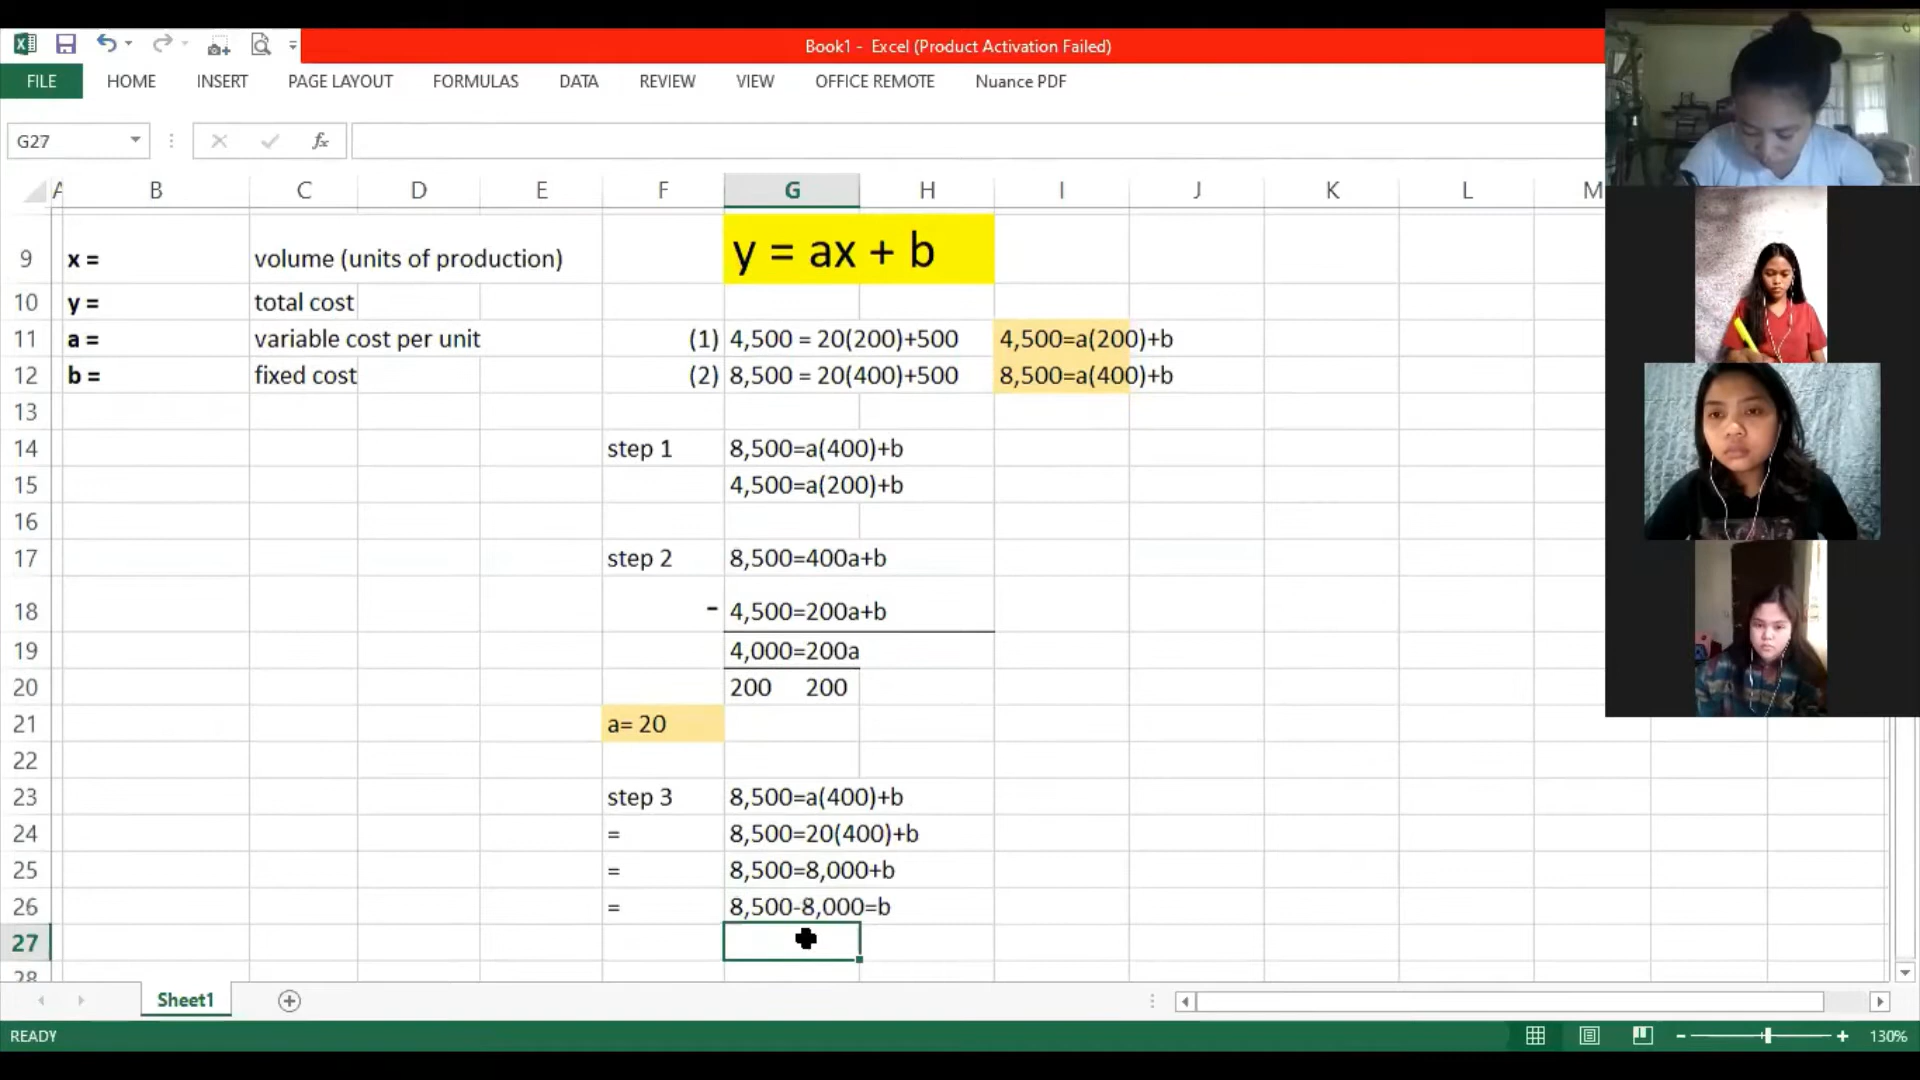 Book1 - Excel (Product Activation Failed)
FILE HOME INSERT PAGE LAYOUT FORMULAS DATA REVIEW VIEW OFFICE REMOTE Nuance PDF
G27 fx
A B C D E F G H I J K L M
9 x = volume (units of production) y = ax + b
10 y = total cost
11 a = variable cost per unit (1) 4,500 = 20(200)+500 4,500=a(200)+b
12 b = fixed cost (2) 8,500 = 20(400)+500 8,500=a(400)+b
13
14 step 1 8,500=a(400)+b
15 4,500=a(200)+b
16
17 step 2 8,500=400a+b
18 - 4,500=200a+b
19 4,000=200a
20 200 200
21 a= 20
22
23 step 3 8,500=a(400)+b
24 = 8,500=20(400)+b
25 = 8,500=8,000+b
26 = 8,500-8,000=b
27
28
Sheet1
READY 130%